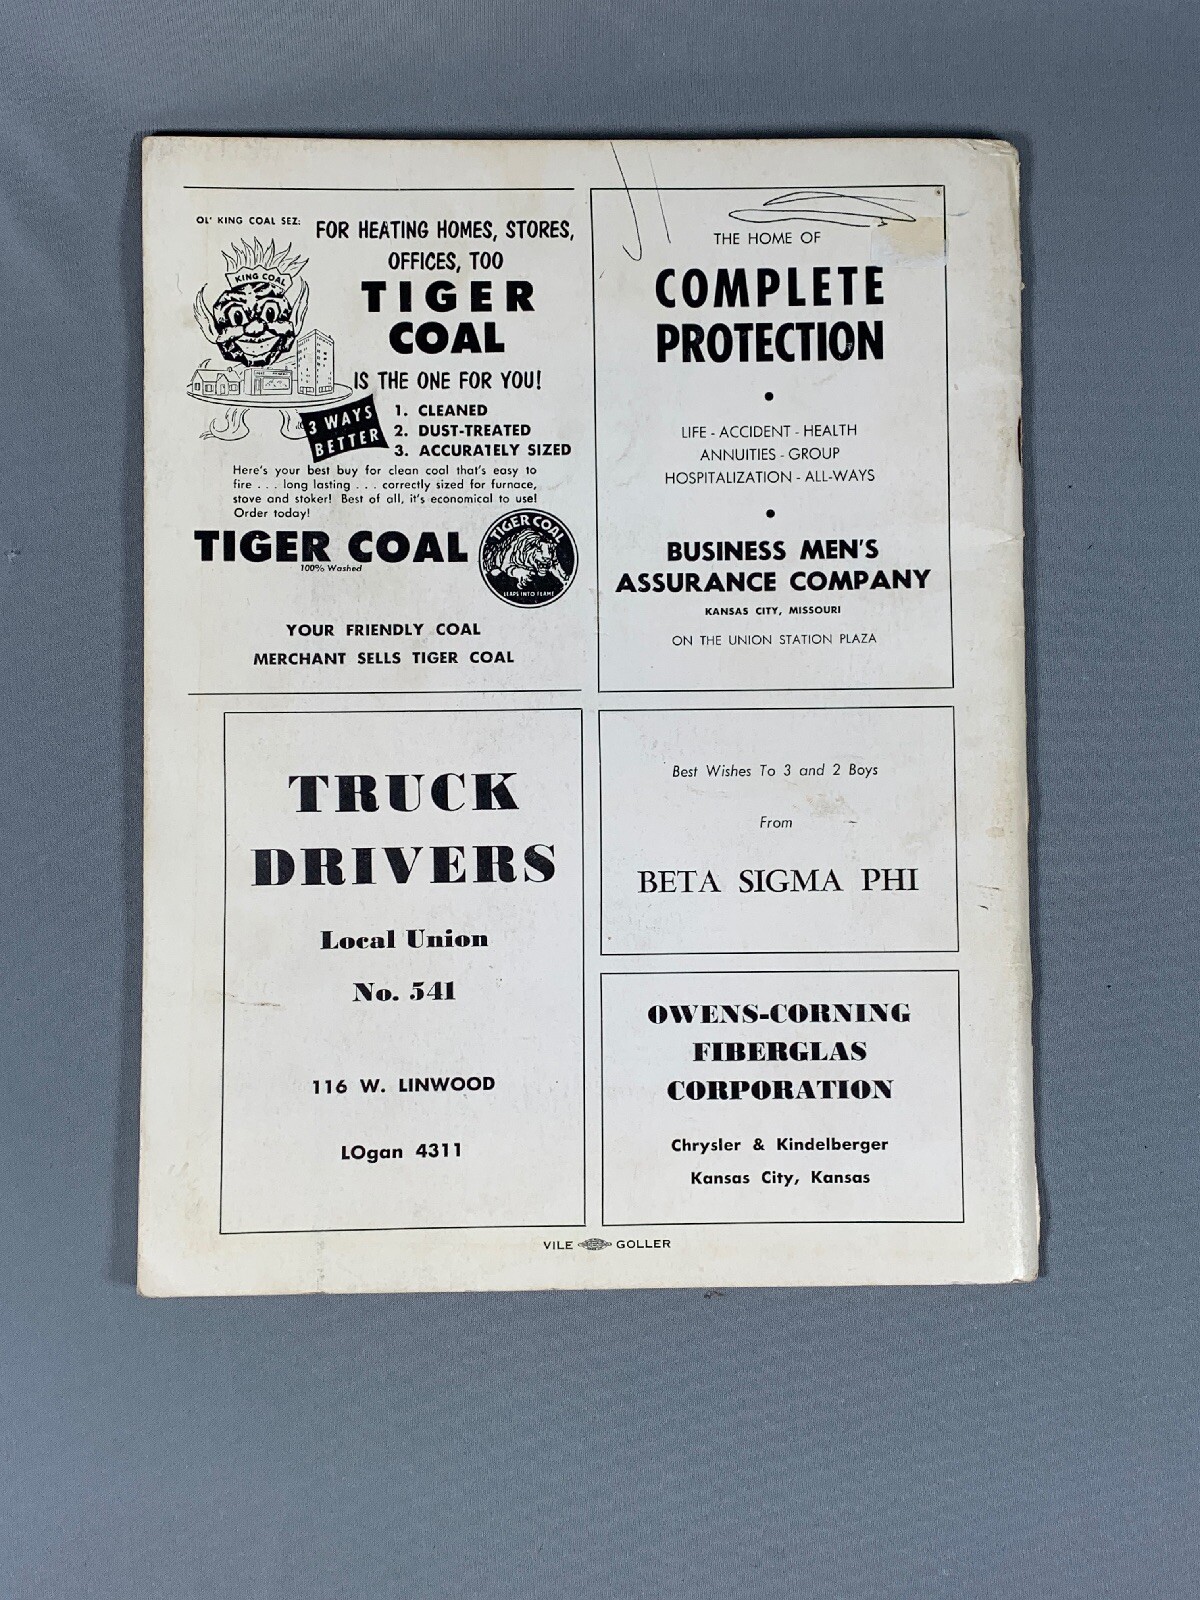 OL' KING COAL SEZ:
KING COAL
FOR HEATING HOMES, STORES,
OFFICES, TOO
TIGER
COAL
IS THE ONE FOR YOU!
3 WAYS
BETTER
1. CLEANED
2. DUST-TREATED
3. ACCURATELY SIZED
Here's your best buy for clean coal that's easy to
fire . . . long lasting . . . correctly sized for furnace,
stove and stoker! Best of all, it's economical to use!
Order today!
TIGER COAL
100% Washed
TIGER COAL
LEAPS INTO FLAME
YOUR FRIENDLY COAL
MERCHANT SELLS TIGER COAL
THE HOME OF
COMPLETE
PROTECTION
LIFE - ACCIDENT - HEALTH
ANNUITIES - GROUP
HOSPITALIZATION - ALL-WAYS
BUSINESS MEN'S
ASSURANCE COMPANY
KANSAS CITY, MISSOURI
ON THE UNION STATION PLAZA
TRUCK
DRIVERS
Local Union
No. 541
116 W. LINWOOD
LOgan 4311
Best Wishes To 3 and 2 Boys
From
BETA SIGMA PHI
OWENS-CORNING
FIBERGLAS
CORPORATION
Chrysler & Kindelberger
Kansas City, Kansas
VILE GOLLER